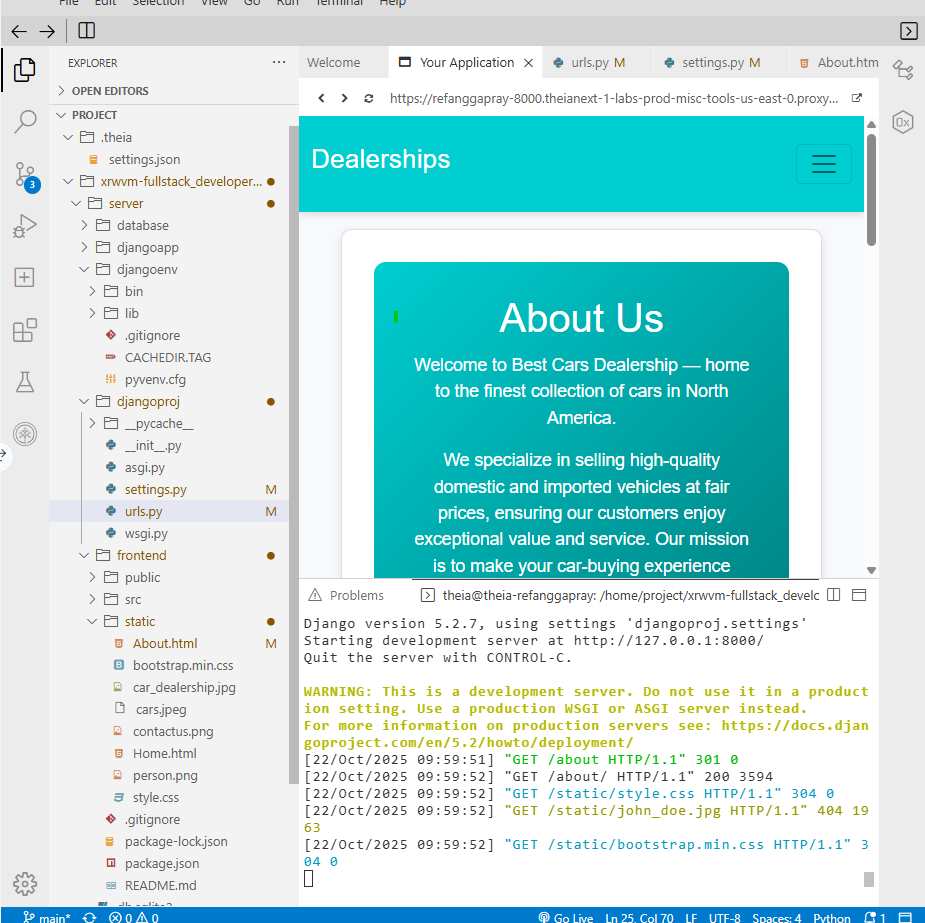 File Edit Selection View Go Run Terminal Help
EXPLORER
OPEN EDITORS
PROJECT
.theia
settings.json
xrwvm-fullstack_developer...
server
database
djangoapp
djangoenv
bin
lib
.gitignore
CACHEDIR.TAG
pyvenv.cfg
djangoproj
__pycache__
__init__.py
asgi.py
settings.py M
urls.py M
wsgi.py
frontend
public
src
static
About.html M
bootstrap.min.css
car_dealership.jpg
cars.jpeg
contactus.png
Home.html
person.png
style.css
.gitignore
package-lock.json
package.json
README.md
db.sqlite3
3
Welcome Your Application urls.py M settings.py M About.htm
https://refanggapray-8000.theianext-1-labs-prod-misc-tools-us-east-0.proxy...
0x
Dealerships
About Us
Welcome to Best Cars Dealership — home
to the finest collection of cars in North
America.
We specialize in selling high-quality
domestic and imported vehicles at fair
prices, ensuring our customers enjoy
exceptional value and service. Our mission
is to make your car-buying experience
Problems theia@theia-refanggapray: /home/project/xrwvm-fullstack_develo
Django version 5.2.7, using settings 'djangoproj.settings'
Starting development server at http://127.0.0.1:8000/
Quit the server with CONTROL-C.
WARNING: This is a development server. Do not use it in a product
ion setting. Use a production WSGI or ASGI server instead.
For more information on production servers see: https://docs.djan
goproject.com/en/5.2/howto/deployment/
[22/Oct/2025 09:59:51] "GET /about HTTP/1.1" 301 0
[22/Oct/2025 09:59:52] "GET /about/ HTTP/1.1" 200 3594
[22/Oct/2025 09:59:52] "GET /static/style.css HTTP/1.1" 304 0
[22/Oct/2025 09:59:52] "GET /static/john_doe.jpg HTTP/1.1" 404 19
63
[22/Oct/2025 09:59:52] "GET /static/bootstrap.min.css HTTP/1.1" 3
04 0
main* 0 0 Go Live Ln 25, Col 70 LF UTF-8 Spaces: 4 Python 1